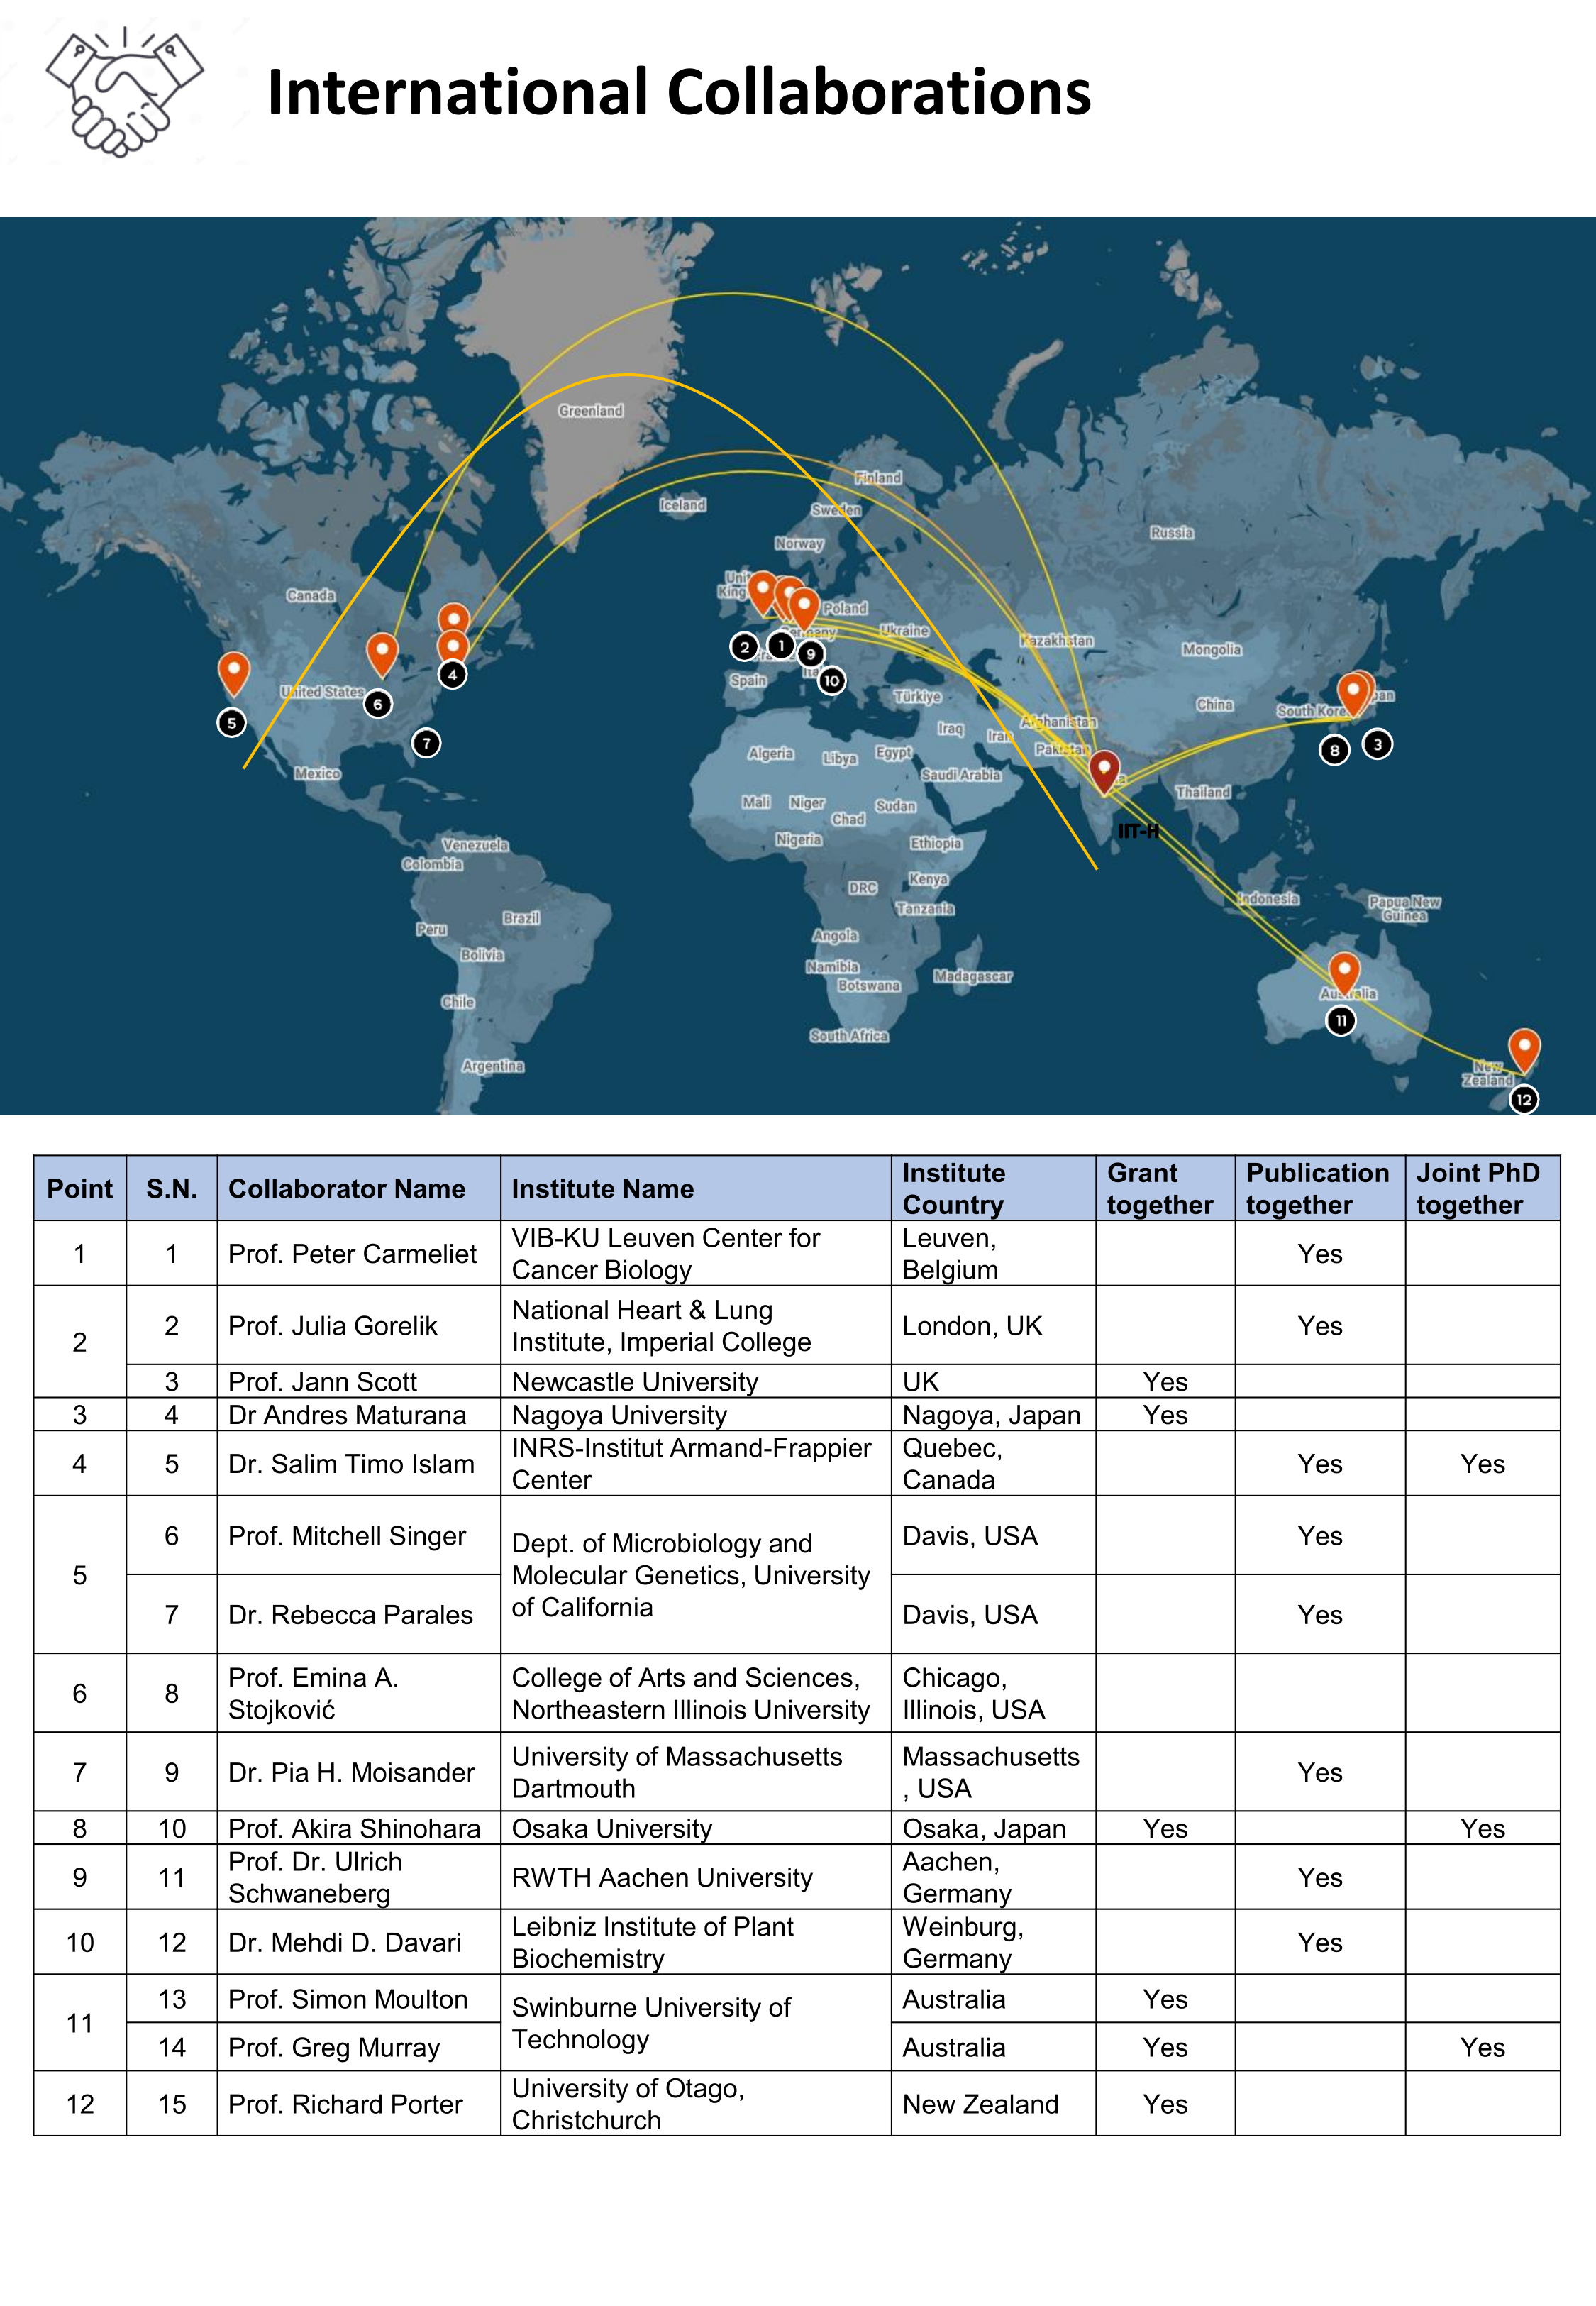 International Collaborations
Greenland
Iceland
Finland
Sweden
Norway
Russia
Canada
Uni
King
Poland
Germany
Ukraine
Kazakhstan
Mongolia
2
1
9
4
10
Spain
Türkiye
United States
6
5
7
China
South Kore
pan
8
3
Afghanistan
Iraq
Iran
Pakistan
Algeria
Libya
Egypt
Saudi Arabia
Mexico
Thailand
Mali
Niger
Chad
Sudan
IIT-H
Nigeria
Ethiopia
Venezuela
Colombia
DRC
Kenya
Indonesia
Papua New
Guinea
Tanzania
Brazil
Peru
Angola
Bolivia
Namibia
Botswana
Madagascar
Australia
11
Chile
South Africa
Argentina
New
Zealand
12
Point S.N. Collaborator Name Institute Name Institute Country Grant together Publication together Joint PhD together
1 1 Prof. Peter Carmeliet VIB-KU Leuven Center for Cancer Biology Leuven, Belgium Yes
2 2 Prof. Julia Gorelik National Heart & Lung Institute, Imperial College London, UK Yes
3 Prof. Jann Scott Newcastle University UK Yes
3 4 Dr Andres Maturana Nagoya University Nagoya, Japan Yes
4 5 Dr. Salim Timo Islam INRS-Institut Armand-Frappier Center Quebec, Canada Yes Yes
5 6 Prof. Mitchell Singer Dept. of Microbiology and Molecular Genetics, University of California Davis, USA Yes
7 Dr. Rebecca Parales Davis, USA Yes
6 8 Prof. Emina A. Stojković College of Arts and Sciences, Northeastern Illinois University Chicago, Illinois, USA
7 9 Dr. Pia H. Moisander University of Massachusetts Dartmouth Massachusetts , USA Yes
8 10 Prof. Akira Shinohara Osaka University Osaka, Japan Yes Yes
9 11 Prof. Dr. Ulrich Schwaneberg RWTH Aachen University Aachen, Germany Yes
10 12 Dr. Mehdi D. Davari Leibniz Institute of Plant Biochemistry Weinburg, Germany Yes
11 13 Prof. Simon Moulton Swinburne University of Technology Australia Yes
14 Prof. Greg Murray Australia Yes Yes
12 15 Prof. Richard Porter University of Otago, Christchurch New Zealand Yes